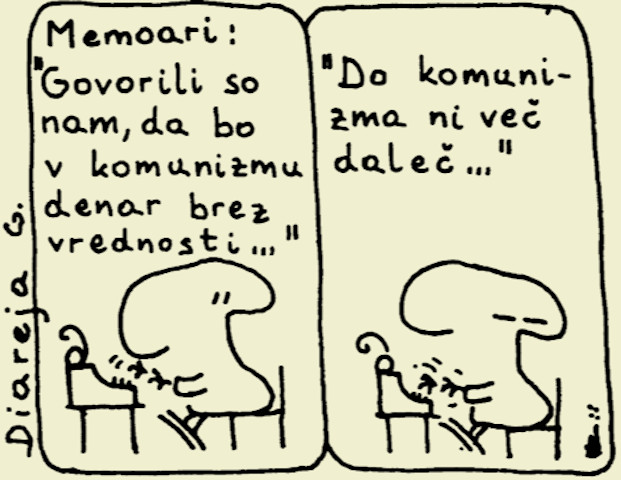 Memoari:
"Govorili so
nam, da bo
v komunizmu
denar brez
vrednosti..."
"Do komuni-
zma ni več
daleč..."
Diareja G.